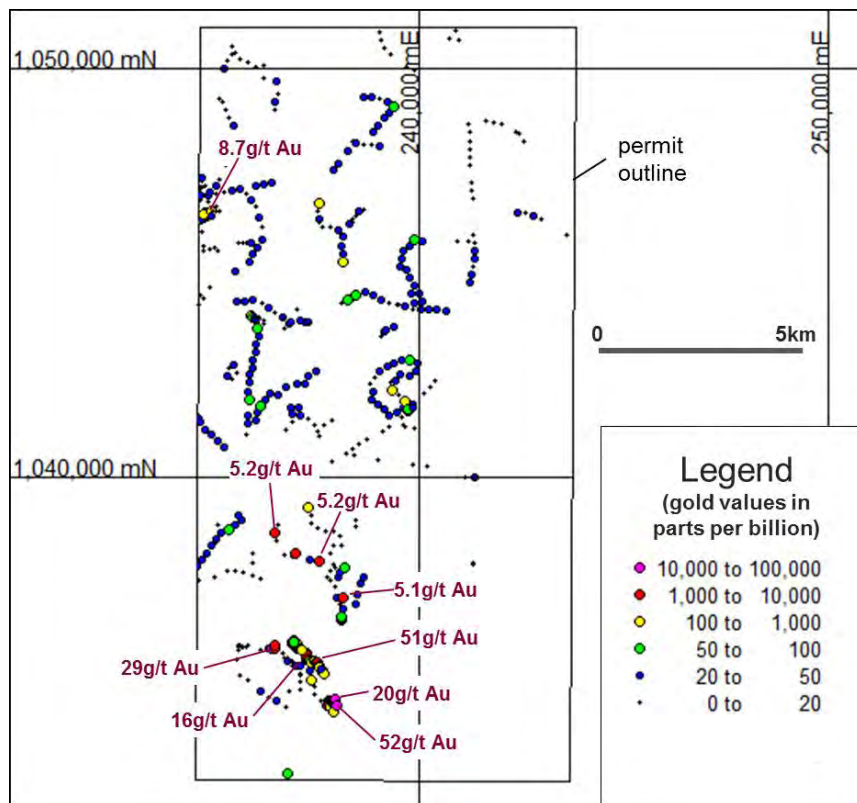 1,050,000 mN
240,000 mE
250,000 mE
8.7g/t Au
permit
outline
0 5km
1,040,000 mN
5.2g/t Au
5.2g/t Au
5.1g/t Au
51g/t Au
29g/t Au
20g/t Au
16g/t Au
52g/t Au
Legend
(gold values in
parts per billion)
10,000 to 100,000
1,000 to 10,000
100 to 1,000
50 to 100
20 to 50
0 to 20